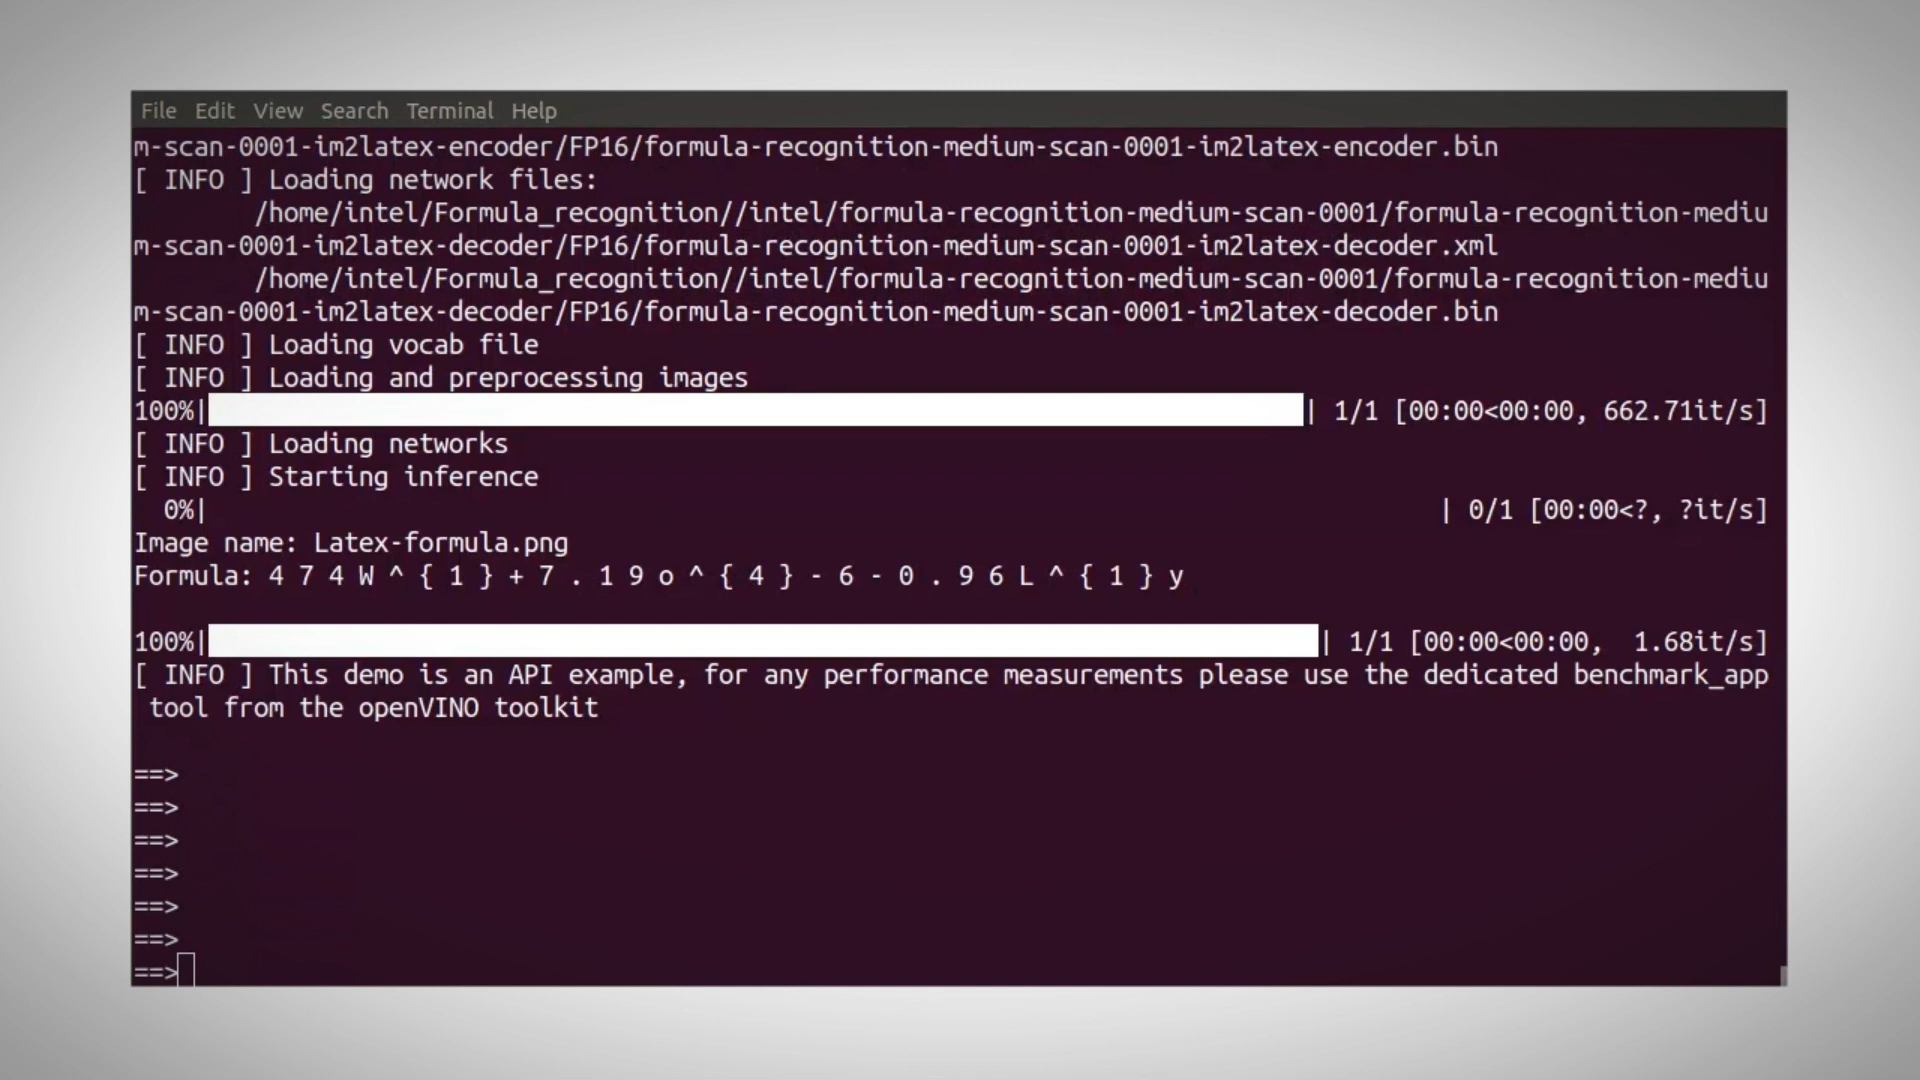 File Edit View Search Terminal Help
m-scan-0001-im2latex-encoder/FP16/formula-recognition-medium-scan-0001-im2latex-encoder.bin
[ INFO ] Loading network files:
/home/intel/Formula_recognition//intel/formula-recognition-medium-scan-0001/formula-recognition-mediu
m-scan-0001-im2latex-decoder/FP16/formula-recognition-medium-scan-0001-im2latex-decoder.xml
/home/intel/Formula_recognition//intel/formula-recognition-medium-scan-0001/formula-recognition-mediu
m-scan-0001-im2latex-decoder/FP16/formula-recognition-medium-scan-0001-im2latex-decoder.bin
[ INFO ] Loading vocab file
[ INFO ] Loading and preprocessing images
100%| | 1/1 [00:00<00:00, 662.71it/s]
[ INFO ] Loading networks
[ INFO ] Starting inference
0%| | 0/1 [00:00<?, ?it/s]
Image name: Latex-formula.png
Formula: 4 7 4 W ^ { 1 } + 7 . 1 9 o ^ { 4 } - 6 - 0 . 9 6 L ^ { 1 } y
100%| | 1/1 [00:00<00:00, 1.68it/s]
[ INFO ] This demo is an API example, for any performance measurements please use the dedicated benchmark_app
tool from the openVINO toolkit
==>
==>
==>
==>
==>
==>
==>